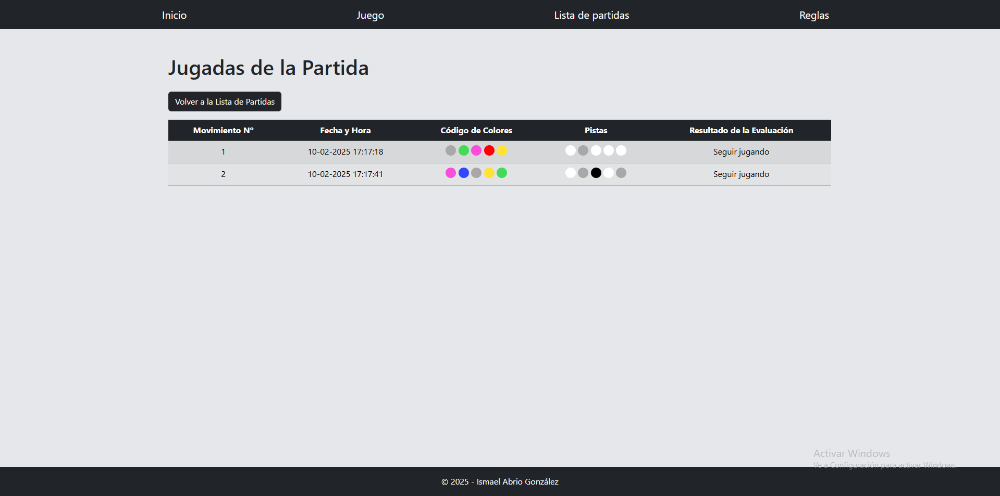 Inicio Juego Lista de partidas Reglas
Jugadas de la Partida
Volver a la Lista de Partidas
Movimiento Nº Fecha y Hora Código de Colores Pistas Resultado de la Evaluación
1 10-02-2025 17:17:18 Seguir jugando
2 10-02-2025 17:17:41 Seguir jugando
Activar Windows
Ve a Configuración para activar Windows.
© 2025 - Ismael Abrio González